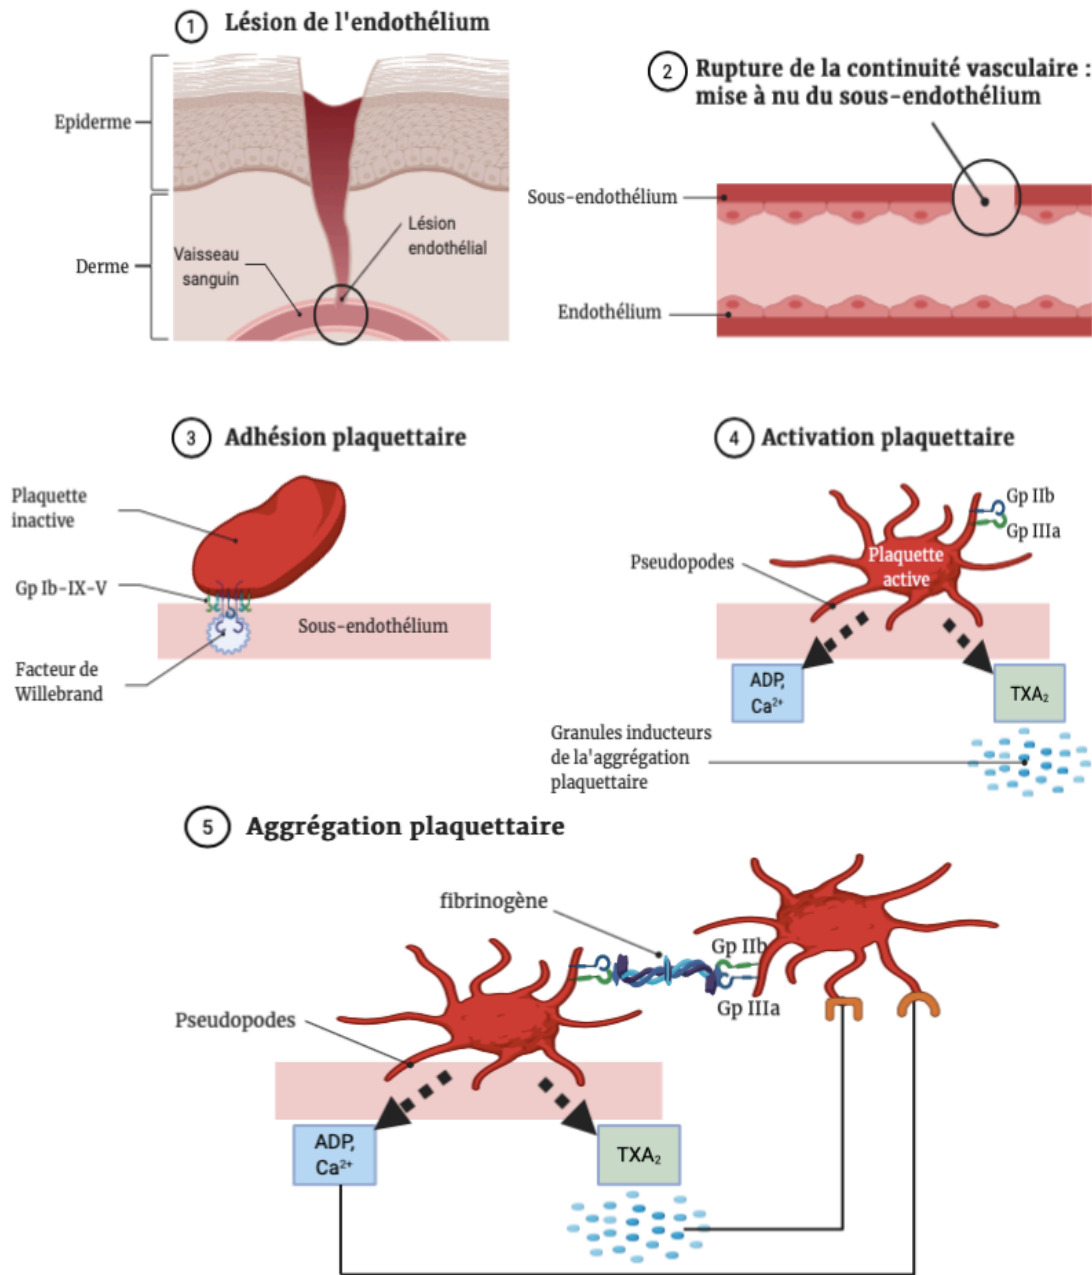 1 Lésion de l'endothélium
Epiderme
Derme
Vaisseau
sanguin
Lésion
endothélial
2 Rupture de la continuité vasculaire :
mise à nu du sous-endothélium
Sous-endothélium
Endothélium
3 Adhésion plaquettaire
Plaquette
inactive
Gp Ib-IX-V
Sous-endothélium
Facteur de
Willebrand
4 Activation plaquettaire
Gp IIb
Gp IIIa
Pseudopodes
Plaquette
active
ADP,
Ca²⁺
TXA₂
Granules inducteurs
de la'aggrégation
plaquettaire
5 Aggrégation plaquettaire
fibrinogène
Gp IIb
Gp IIIa
Pseudopodes
ADP,
Ca²⁺
TXA₂